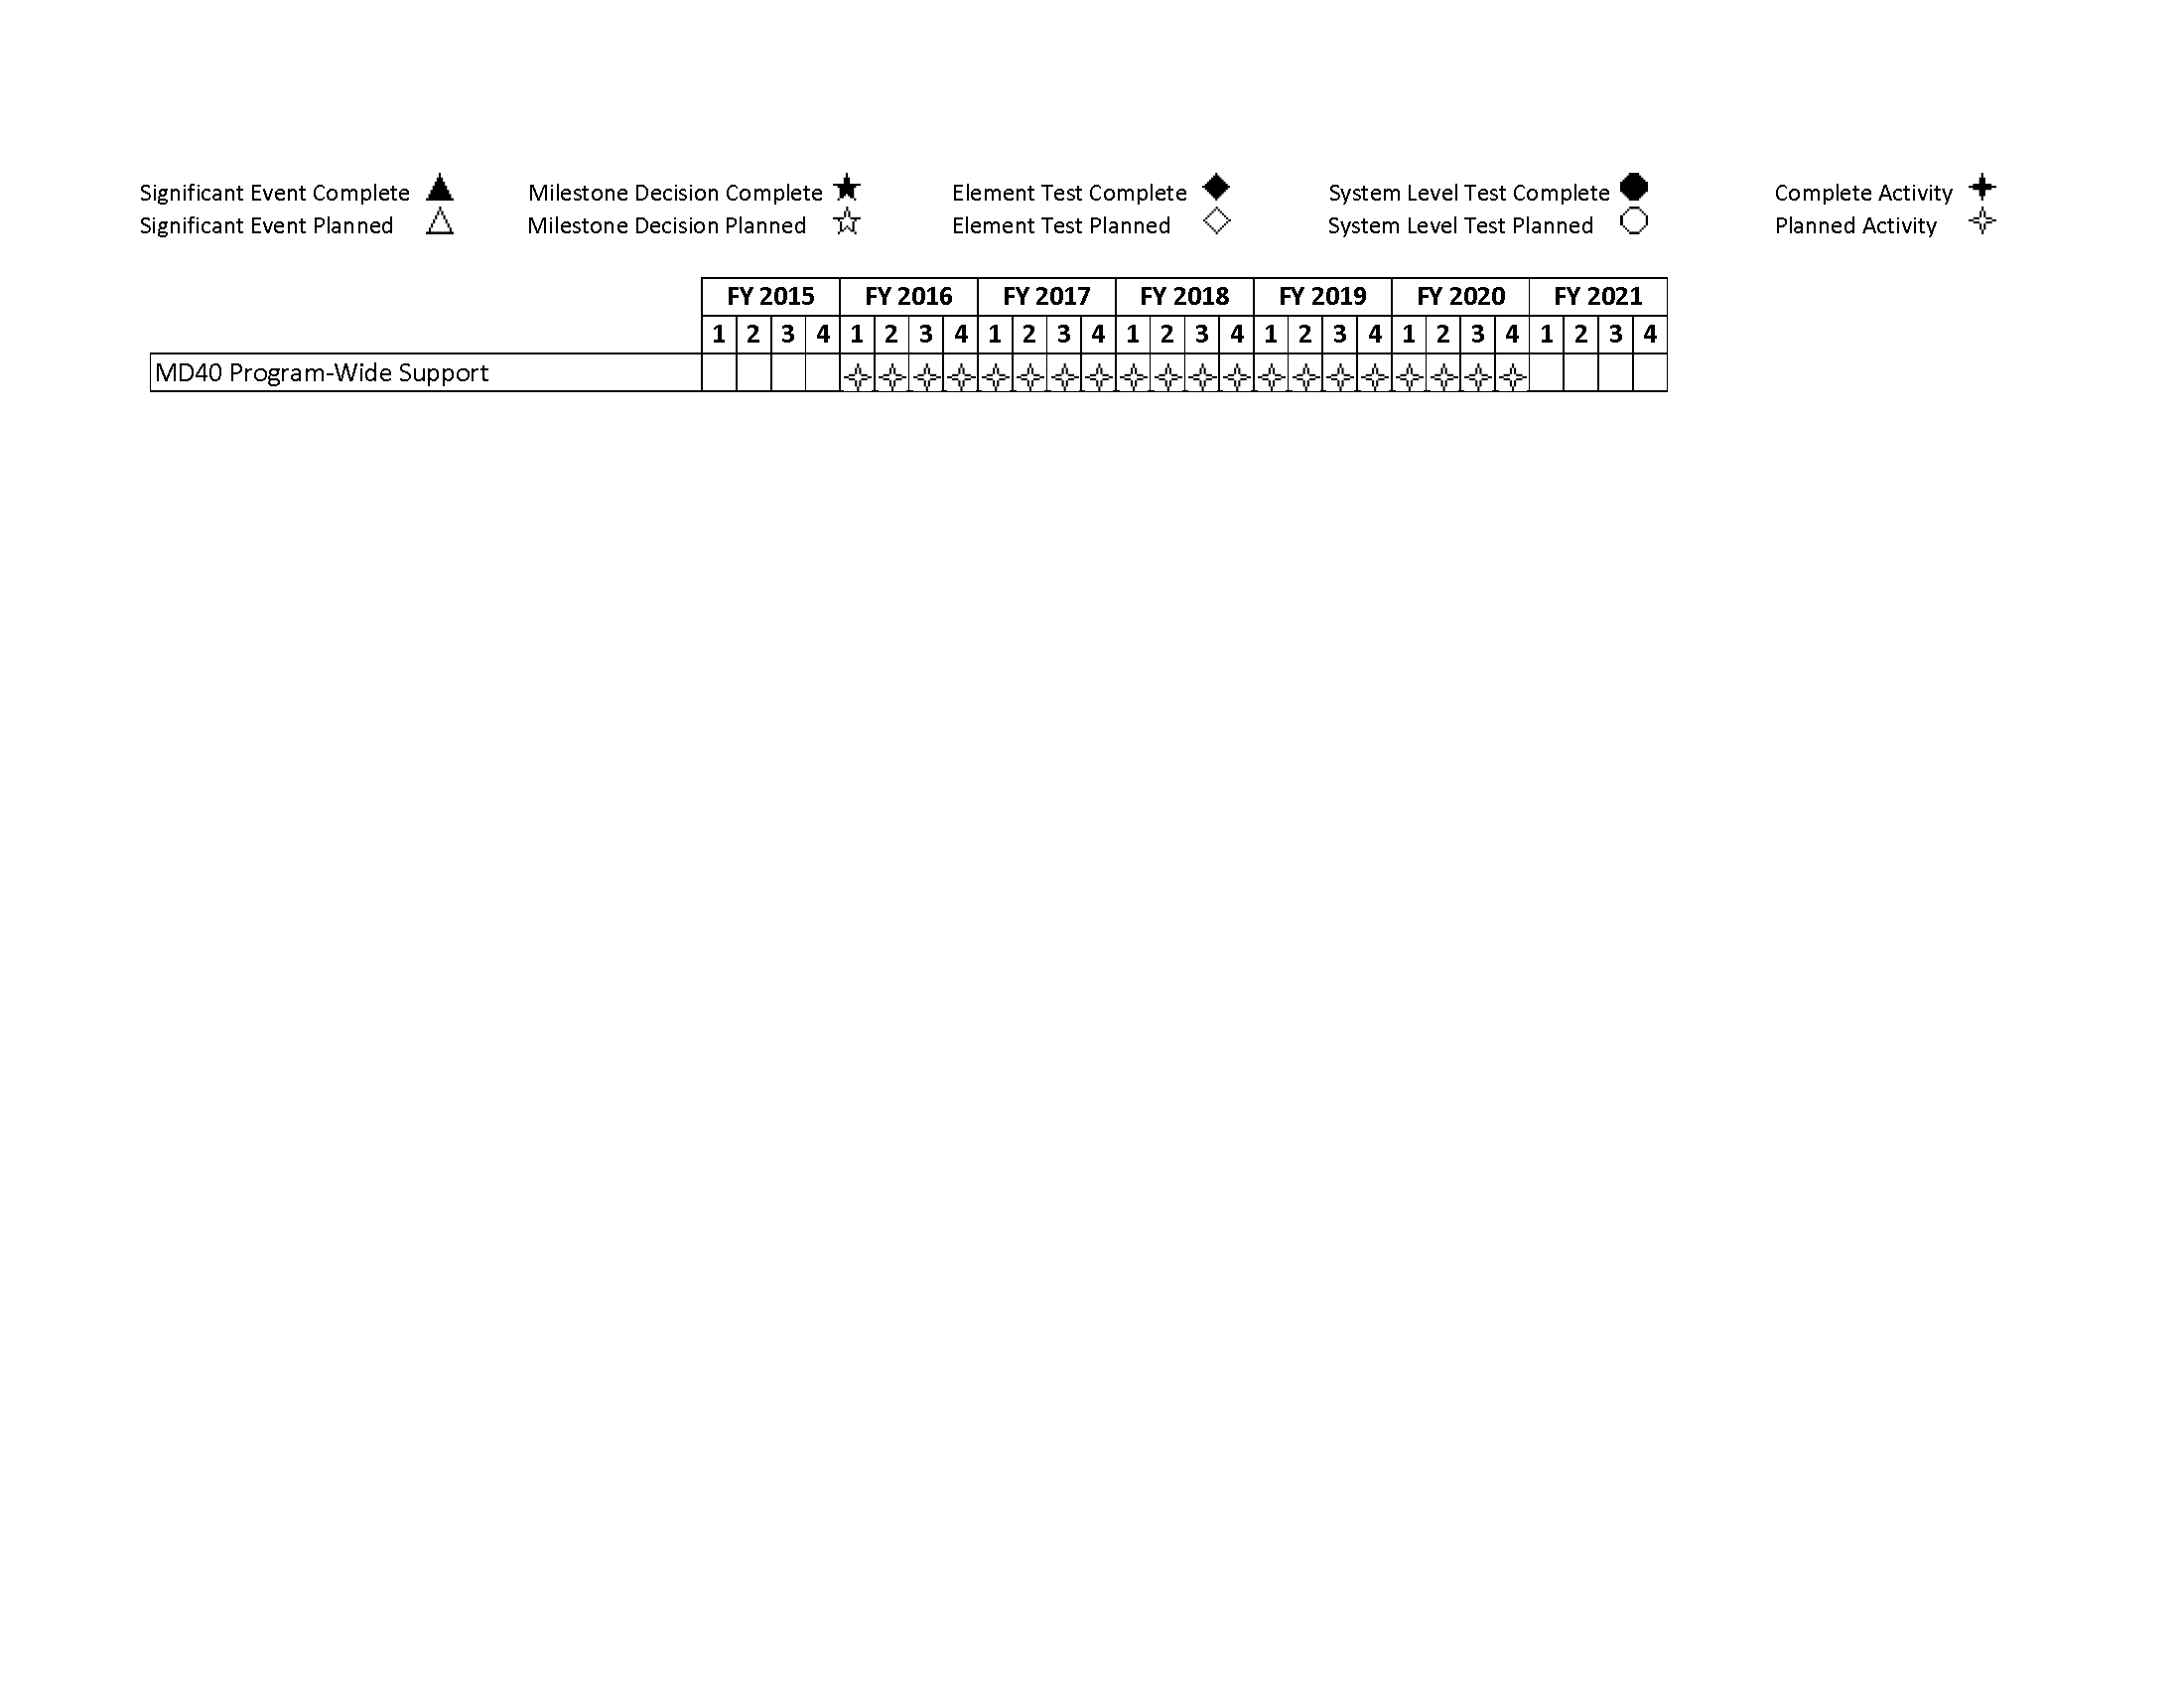 Significant Event Complete Milestone Decision Complete Element Test Complete System Level Test Complete Complete Activity
Significant Event Planned Milestone Decision Planned Element Test Planned System Level Test Planned Planned Activity
FY 2015 FY 2016 FY 2017 FY 2018 FY 2019 FY 2020 FY 2021
1 2 3 4 1 2 3 4 1 2 3 4 1 2 3 4 1 2 3 4 1 2 3 4 1 2 3 4
MD40 Program-Wide Support